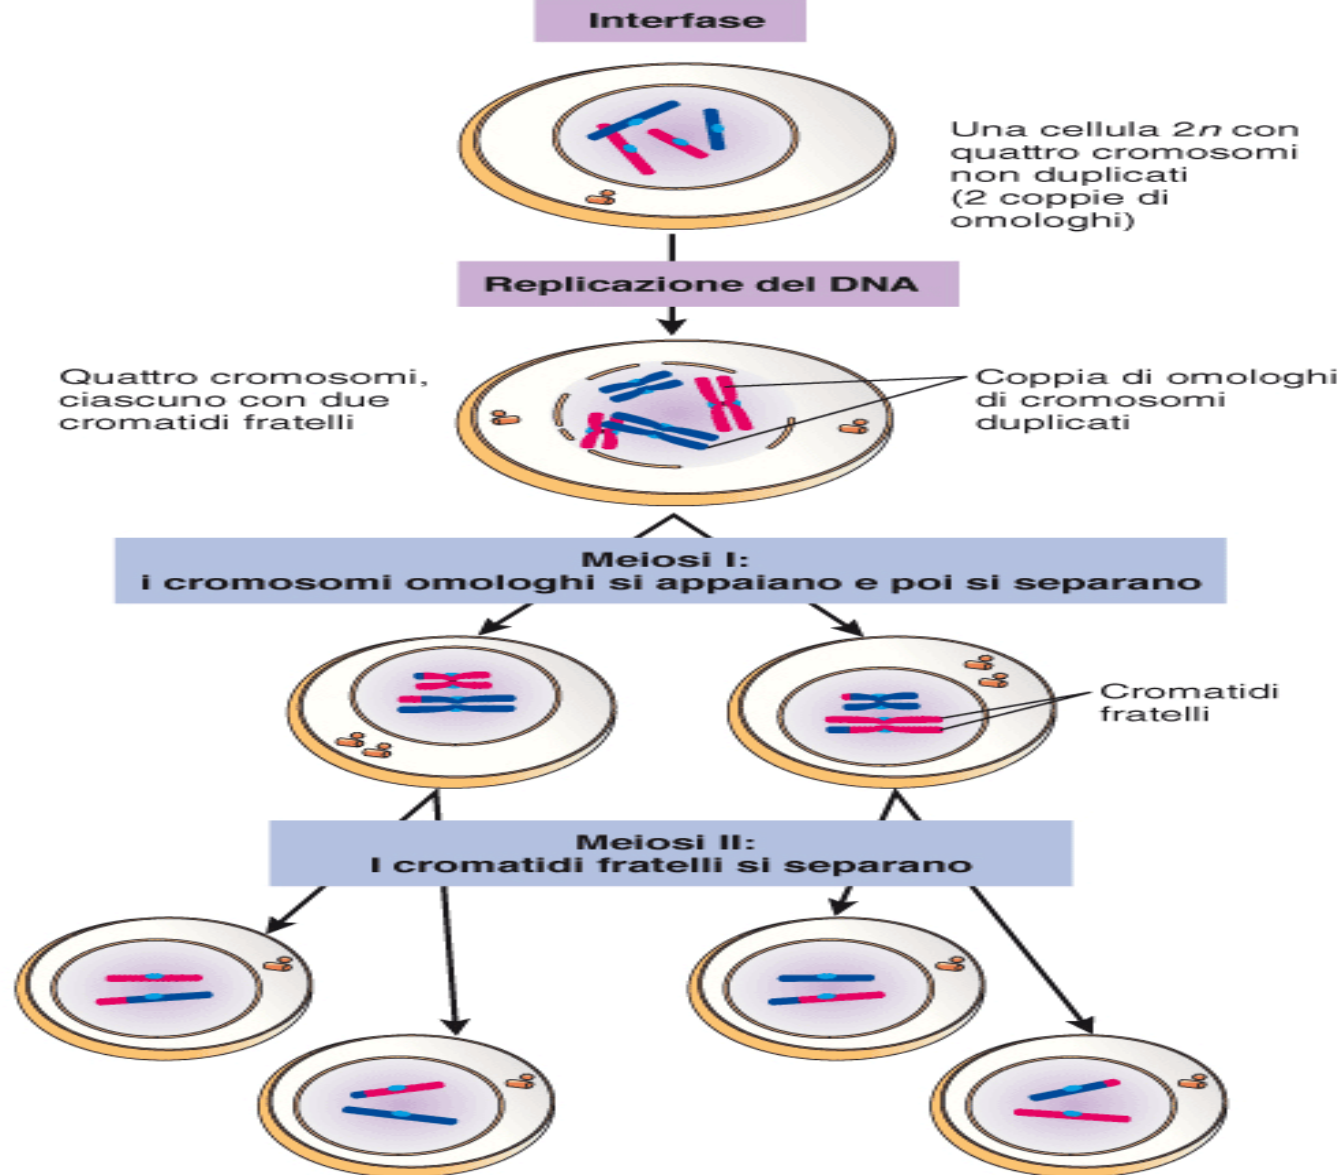 Interfase
Una cellula 2n con
quattro cromosomi
non duplicati
(2 coppie di
omologhi)
Replicazione del DNA
Quattro cromosomi,
ciascuno con due
cromatidi fratelli
Coppia di omologhi
di cromosomi
duplicati
Meiosi I:
i cromosomi omologhi si appaiano e poi si separano
Cromatidi
fratelli
Meiosi II:
I cromatidi fratelli si separano